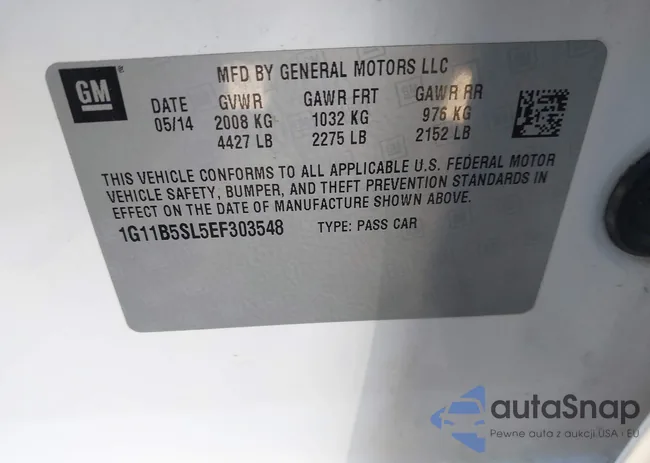 GM
MFD BY GENERAL MOTORS LLC
DATE GVWR GAWR FRT GAWR RR
05/14 2008 KG 1032 KG 976 KG
4427 LB 2275 LB 2152 LB
THIS VEHICLE CONFORMS TO ALL APPLICABLE U.S. FEDERAL MOTOR
VEHICLE SAFETY, BUMPER, AND THEFT PREVENTION STANDARDS IN
EFFECT ON THE DATE OF MANUFACTURE SHOWN ABOVE.
1G11B5SL5EF303548 TYPE: PASS CAR
autaSnap
Pewne auta z aukcji USA i EU